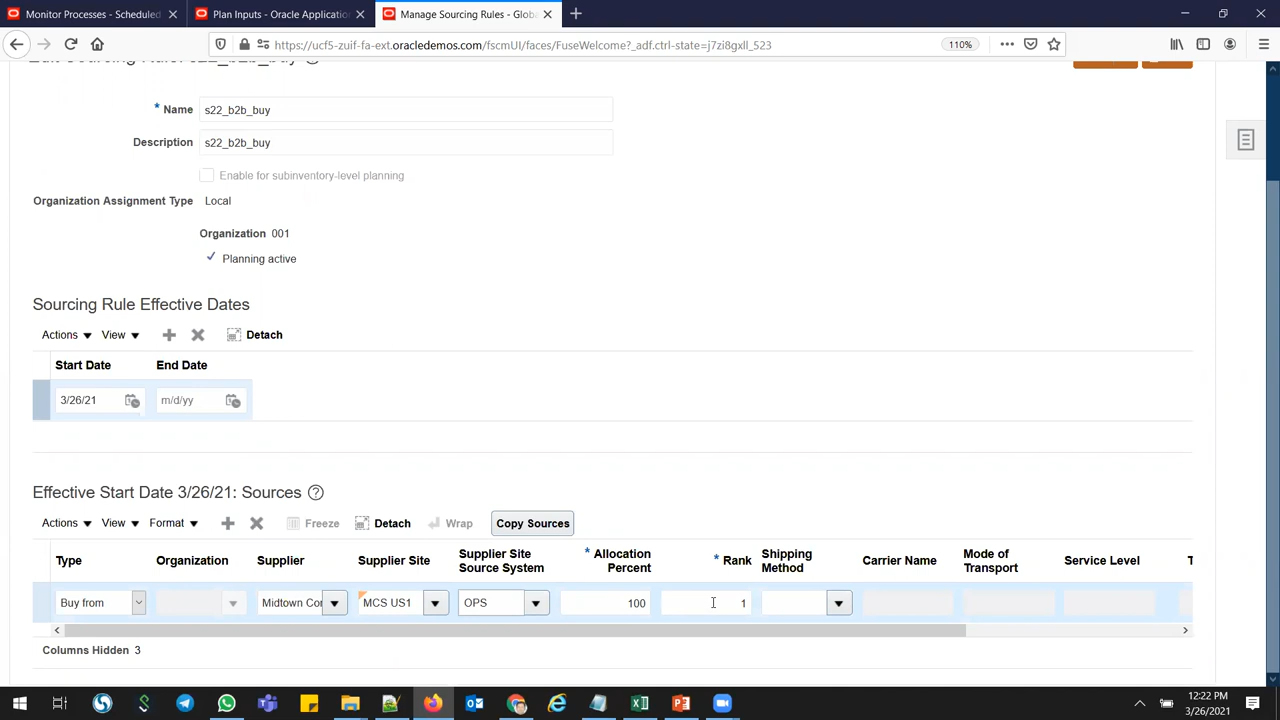 Monitor Processes - Scheduled
Plan Inputs - Oracle Application
Manage Sourcing Rules - Globa
https://ucf5-zuif-fa-ext.oracledemos.com/fscmUI/faces/FuseWelcome?_adf.ctrl-state=j7zi8gxll_523
110%
Edit Sourcing Rule: s22_b2b_buy
* Name s22_b2b_buy
Description s22_b2b_buy
Enable for subinventory-level planning
Organization Assignment Type Local
Organization 001
Planning active
Sourcing Rule Effective Dates
Actions View Detach
Start Date End Date
3/26/21 m/d/yy
Effective Start Date 3/26/21: Sources
Actions View Format Freeze Detach Wrap Copy Sources
Type Organization Supplier Supplier Site Supplier Site Source System * Allocation Percent * Rank Shipping Method Carrier Name Mode of Transport Service Level T
Buy from Midtown Cor MCS US1 OPS 100 1
Columns Hidden 3
12:22 PM
3/26/2021